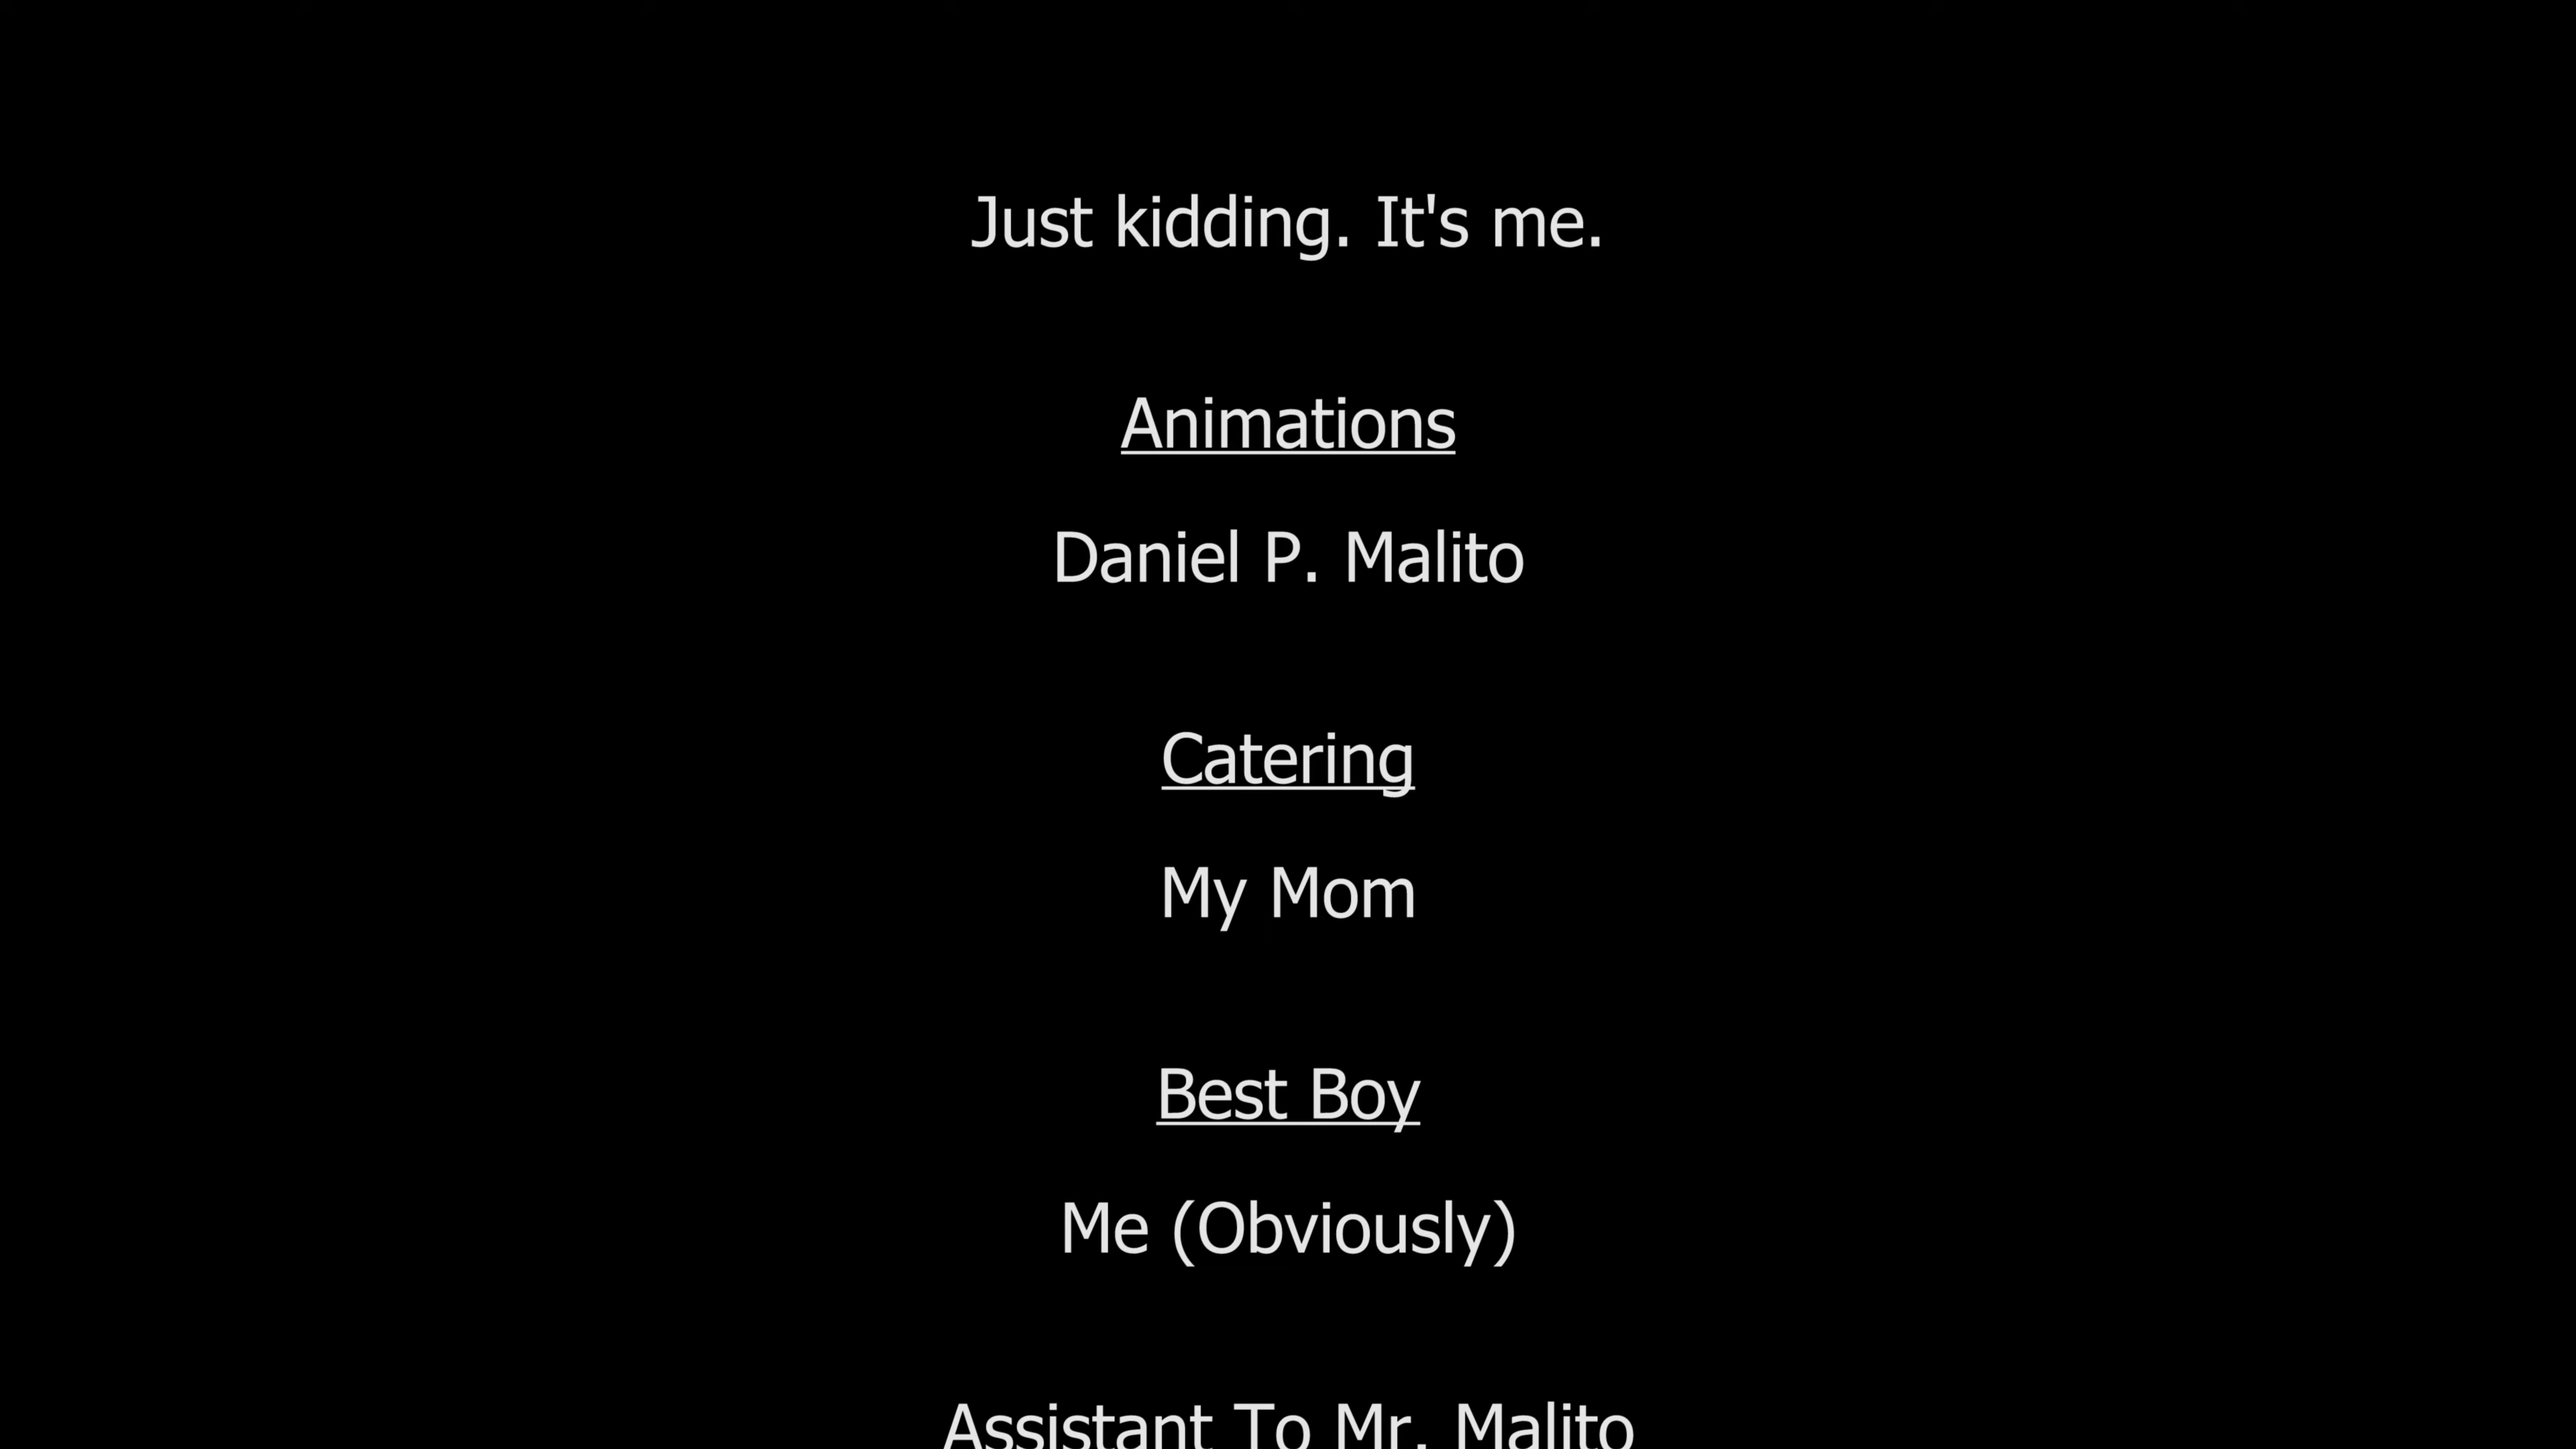 Just kidding. It's me.
Animations
Daniel P. Malito
Catering
My Mom
Best Boy
Me (Obviously)
Assistant To Mr. Malito